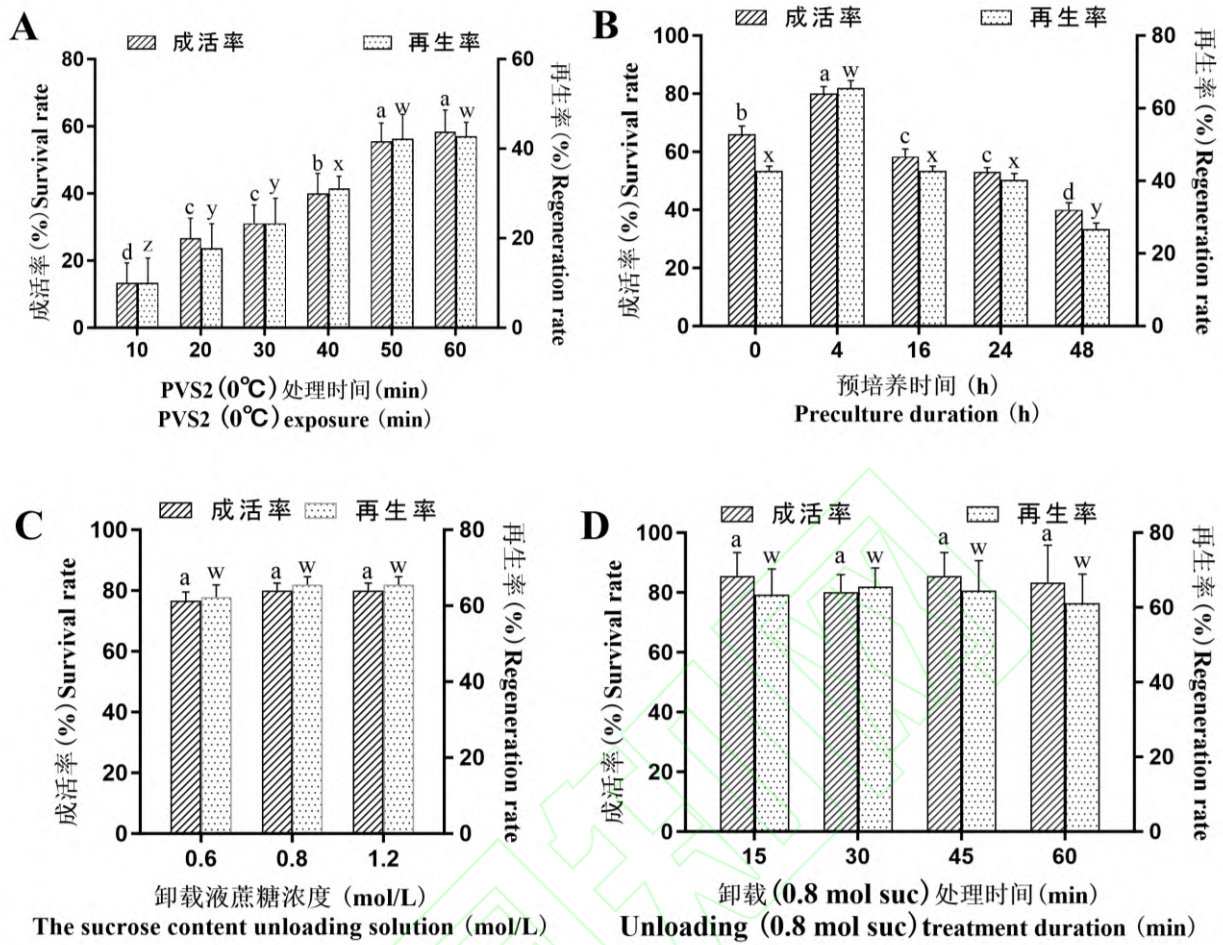 A
成活率 再生率
80
60
40
20
0
60
40
20
0
成活率(%)Survival rate
再生率(%)Regeneration rate
d z c y c y b x a w a w
10 20 30 40 50 60
PVS2(0℃)处理时间(min)
PVS2 (0℃)exposure (min)
B
成活率 再生率
100
80
60
40
20
0
80
60
40
20
0
成活率(%)Survival rate
再生率(%)Regeneration rate
b x a w c x c x d y
0 4 16 24 48
预培养时间 (h)
Preculture duration (h)
C
成活率 再生率
100
80
60
40
20
0
80
60
40
20
0
成活率(%)Survival rate
再生率(%)Regeneration rate
a w a w a w
0.6 0.8 1.2
卸载液蔗糖浓度 (mol/L)
The sucrose content unloading solution (mol/L)
D
成活率 再生率
100
80
60
40
20
0
80
60
40
20
0
成活率(%)Survival rate
再生率(%)Regeneration rate
a w a w a w a w
15 30 45 60
卸载(0.8 mol suc)处理时间(min)
Unloading (0.8 mol suc)treatment duration (min)